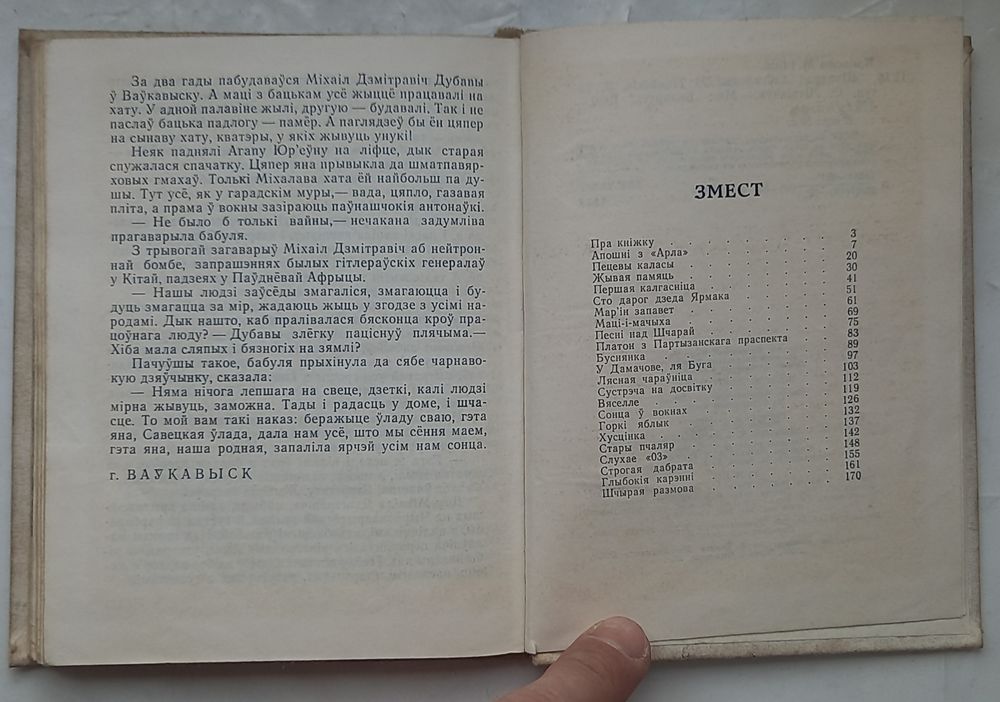 За два гады пабудаваўся Міхаіл Дзмітравіч Дубавы
ў Ваўкавыску. А маці з бацькам усё жыццё працавалі на
хату. У адной палавіне жылі, другую — будавалі. Так і не
паслаў бацька падлогу — памёр. А паглядзеў бы ён цяпер
на сынаву хату, кватэры, у якіх жывуць унукі!
Неяк паднялі Агапу Юр'еўну на ліфце, дык старая
спужалася спачатку. Цяпер яна прывыкла да шматпавяр-
ховых гмахаў. Толькі Міхалава хата ёй найбольш па ду-
шы. Тут усё, як у гарадскім муры,— вада, цяпло, газавая
пліта, а прама ў вокны зазіраюць паўнашчокія антонаўкі.
— Не было б толькі вайны,— нечакана задумліва
прагаварыла бабуля.
З трывогай загаварыў Міхаіл Дзмітравіч аб нейтрон-
най бомбе, запрашэннях былых гітлераўскіх генералаў
у Кітай, падзеях у Паўднёвай Афрыцы.
— Нашы людзі заўсёды змагаліся, змагаюцца і бу-
дуць змагацца за мір, жадаюць жыць у згодзе з усімі на-
родамі. Дык нашто, каб пралівалася бясконца кроў пра-
цоўнага люду? — Дубавы злёгку паціснуў плячыма.—
Хіба мала сляпых і бязногіх на зямлі?
Пачуўшы такое, бабуля прыхінула да сябе чарнаво-
кую дзяўчынку, сказала:
— Няма нічога лепшага на свеце, дзеткі, калі людзі
мірна жывуць, заможна. Тады і радасць у доме, і шча-
сце. То мой вам такі наказ: беражыце ўладу сваю, гэта
яна, Савецкая ўлада, дала нам усё, што мы сёння маем,
гэта яна, наша родная, запаліла ярчэй усім нам сонца.
г. ВАЎКАВЫСК
ЗМЕСТ
Пра кніжку . . . . . . . . 3
Апошні з «Арла» . . . . . . . 7
Пецевы каласы . . . . . . . 20
Жывая памяць . . . . . . . 30
Першая калгасніца . . . . . . 41
Сто дарог дзеда Ярмака . . . . . 51
Мар'ін запавет . . . . . . . 61
Маці-і-мачыха . . . . . . . 69
Песні над Шчарай . . . . . . 75
Платон з Партызанскага праспекта . . 83
Буснянка . . . . . . . . 89
У Дамачове, ля Буга . . . . . 97
Лясная чараўніца . . . . . . 103
Сустрэча на досвітку . . . . . 112
Вяселле . . . . . . . . 119
Сонца ў вокнах . . . . . . . 126
Горкі яблык . . . . . . . 132
Хусцінка . . . . . . . . 137
Стары пчаляр . . . . . . . 142
Слухае «03» . . . . . . . 148
Строгая дабрата . . . . . . 155
Глыбокія карэнні . . . . . . 161
Шчырая размова . . . . . . 170